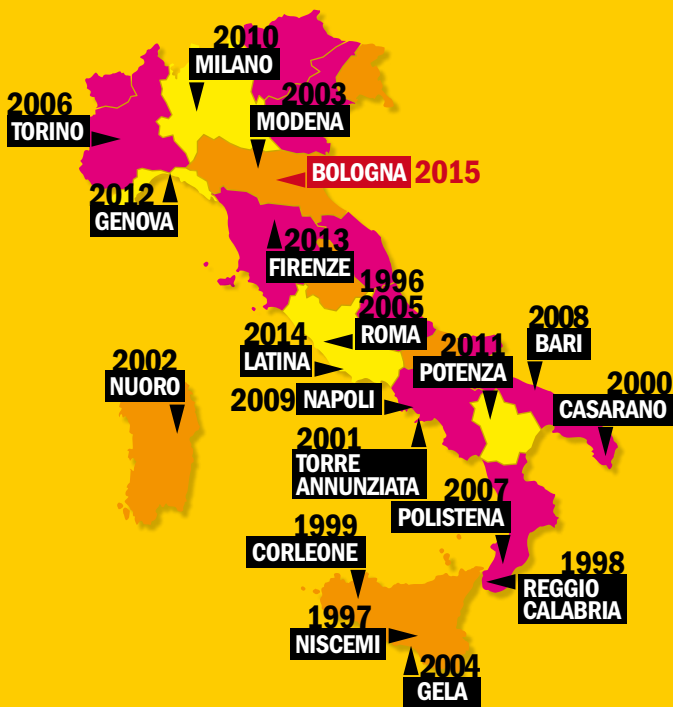 2010
MILANO
2006
TORINO
2003
MODENA
BOLOGNA 2015
2012
GENOVA
2013
FIRENZE
1996
2005
ROMA
2014
LATINA
2008
BARI
2011
POTENZA
2002
NUORO
2009 NAPOLI
2000
CASARANO
2001
TORRE
ANNUNZIATA
2007
POLISTENA
1999
CORLEONE
1998
REGGIO
CALABRIA
1997
NISCEMI
2004
GELA